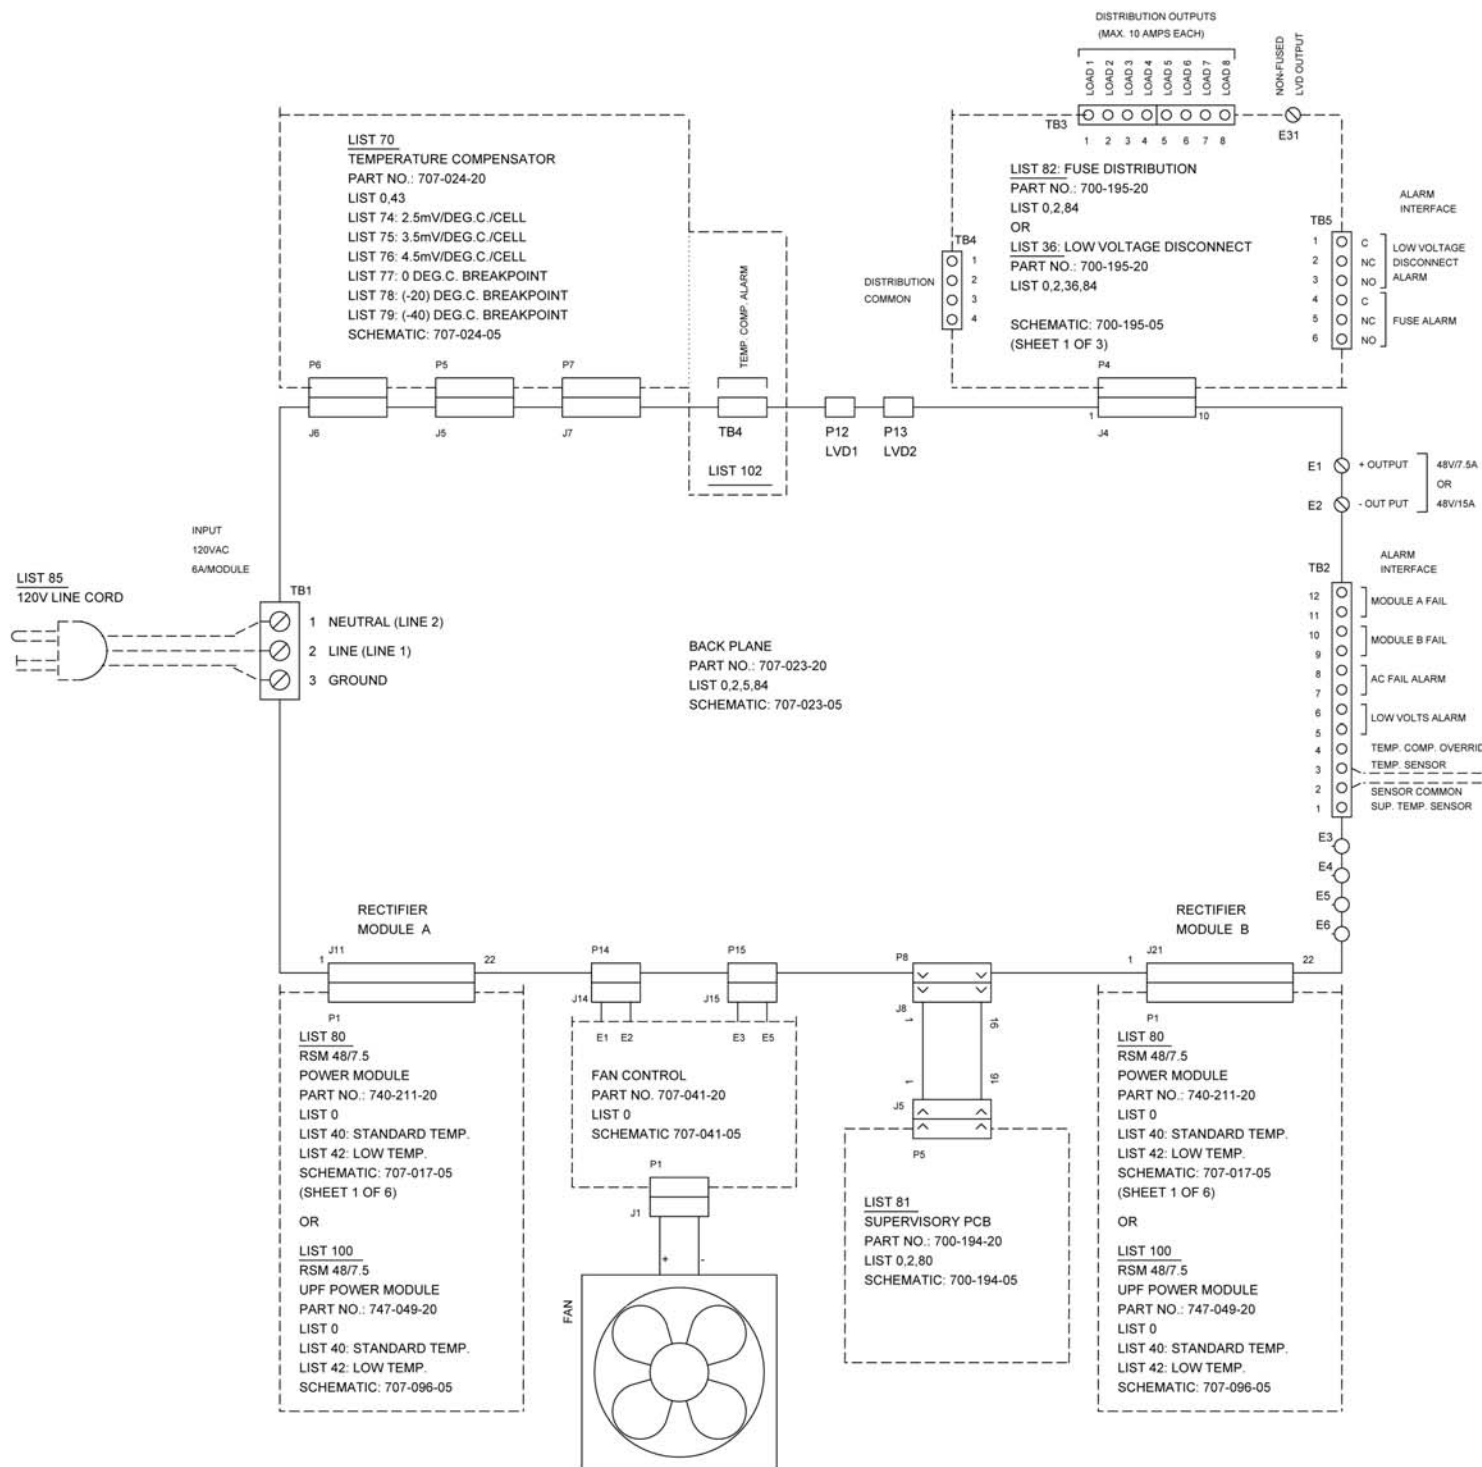 DISTRIBUTION OUTPUTS
(MAX. 10 AMPS EACH)
LOAD 1
LOAD 2
LOAD 3
LOAD 4
LOAD 5
LOAD 6
LOAD 7
LOAD 8
NON-FUSED
LVD OUTPUT
TB3
1 2 3 4 5 6 7 8
E31
LIST 70
TEMPERATURE COMPENSATOR
PART NO.: 707-024-20
LIST 0,43
LIST 74: 2.5mV/DEG.C./CELL
LIST 75: 3.5mV/DEG.C./CELL
LIST 76: 4.5mV/DEG.C./CELL
LIST 77: 0 DEG.C. BREAKPOINT
LIST 78: (-20) DEG.C. BREAKPOINT
LIST 79: (-40) DEG.C. BREAKPOINT
SCHEMATIC: 707-024-05
P6
P5
P7
J6
J5
J7
TEMP. COMP. ALARM
TB4
LIST 102
P12
LVD1
P13
LVD2
LIST 82: FUSE DISTRIBUTION
PART NO.: 700-195-20
LIST 0,2,84
OR
LIST 36: LOW VOLTAGE DISCONNECT
PART NO.: 700-195-20
LIST 0,2,36,84
SCHEMATIC: 700-195-05
(SHEET 1 OF 3)
TB4
1
2
3
4
DISTRIBUTION
COMMON
P4
1
10
J4
ALARM
INTERFACE
TB5
1 C
2 NC
3 NO
4 C
5 NC
6 NO
LOW VOLTAGE
DISCONNECT
ALARM
FUSE ALARM
E1
+ OUTPUT
E2
- OUT PUT
48V/7.5A
OR
48V/15A
INPUT
120VAC
6A/MODULE
LIST 85
120V LINE CORD
TB1
1 NEUTRAL (LINE 2)
2 LINE (LINE 1)
3 GROUND
BACK PLANE
PART NO.: 707-023-20
LIST 0,2,5,84
SCHEMATIC: 707-023-05
ALARM
INTERFACE
TB2
12
11
MODULE A FAIL
10
9
MODULE B FAIL
8
7
AC FAIL ALARM
6
5
LOW VOLTS ALARM
4 TEMP. COMP. OVERRID
3 TEMP. SENSOR
2 SENSOR COMMON
1 SUP. TEMP. SENSOR
E3
E4
E5
E6
RECTIFIER
MODULE A
J11
1
22
P1
LIST 80
RSM 48/7.5
POWER MODULE
PART NO.: 740-211-20
LIST 0
LIST 40: STANDARD TEMP.
LIST 42: LOW TEMP.
SCHEMATIC: 707-017-05
(SHEET 1 OF 6)
OR
LIST 100
RSM 48/7.5
UPF POWER MODULE
PART NO.: 747-049-20
LIST 0
LIST 40: STANDARD TEMP.
LIST 42: LOW TEMP.
SCHEMATIC: 707-096-05
P14
P15
J14
J15
E1 E2
E3 E5
FAN CONTROL
PART NO. 707-041-20
LIST 0
SCHEMATIC 707-041-05
P1
J1
+ -
FAN
P8
J8
1
16
1
16
J5
P5
LIST 81
SUPERVISORY PCB
PART NO.: 700-194-20
LIST 0,2,80
SCHEMATIC: 700-194-05
RECTIFIER
MODULE B
J21
1
22
P1
LIST 80
RSM 48/7.5
POWER MODULE
PART NO.: 740-211-20
LIST 0
LIST 40: STANDARD TEMP.
LIST 42: LOW TEMP.
SCHEMATIC: 707-017-05
(SHEET 1 OF 6)
OR
LIST 100
RSM 48/7.5
UPF POWER MODULE
PART NO.: 747-049-20
LIST 0
LIST 40: STANDARD TEMP.
LIST 42: LOW TEMP.
SCHEMATIC: 707-096-05